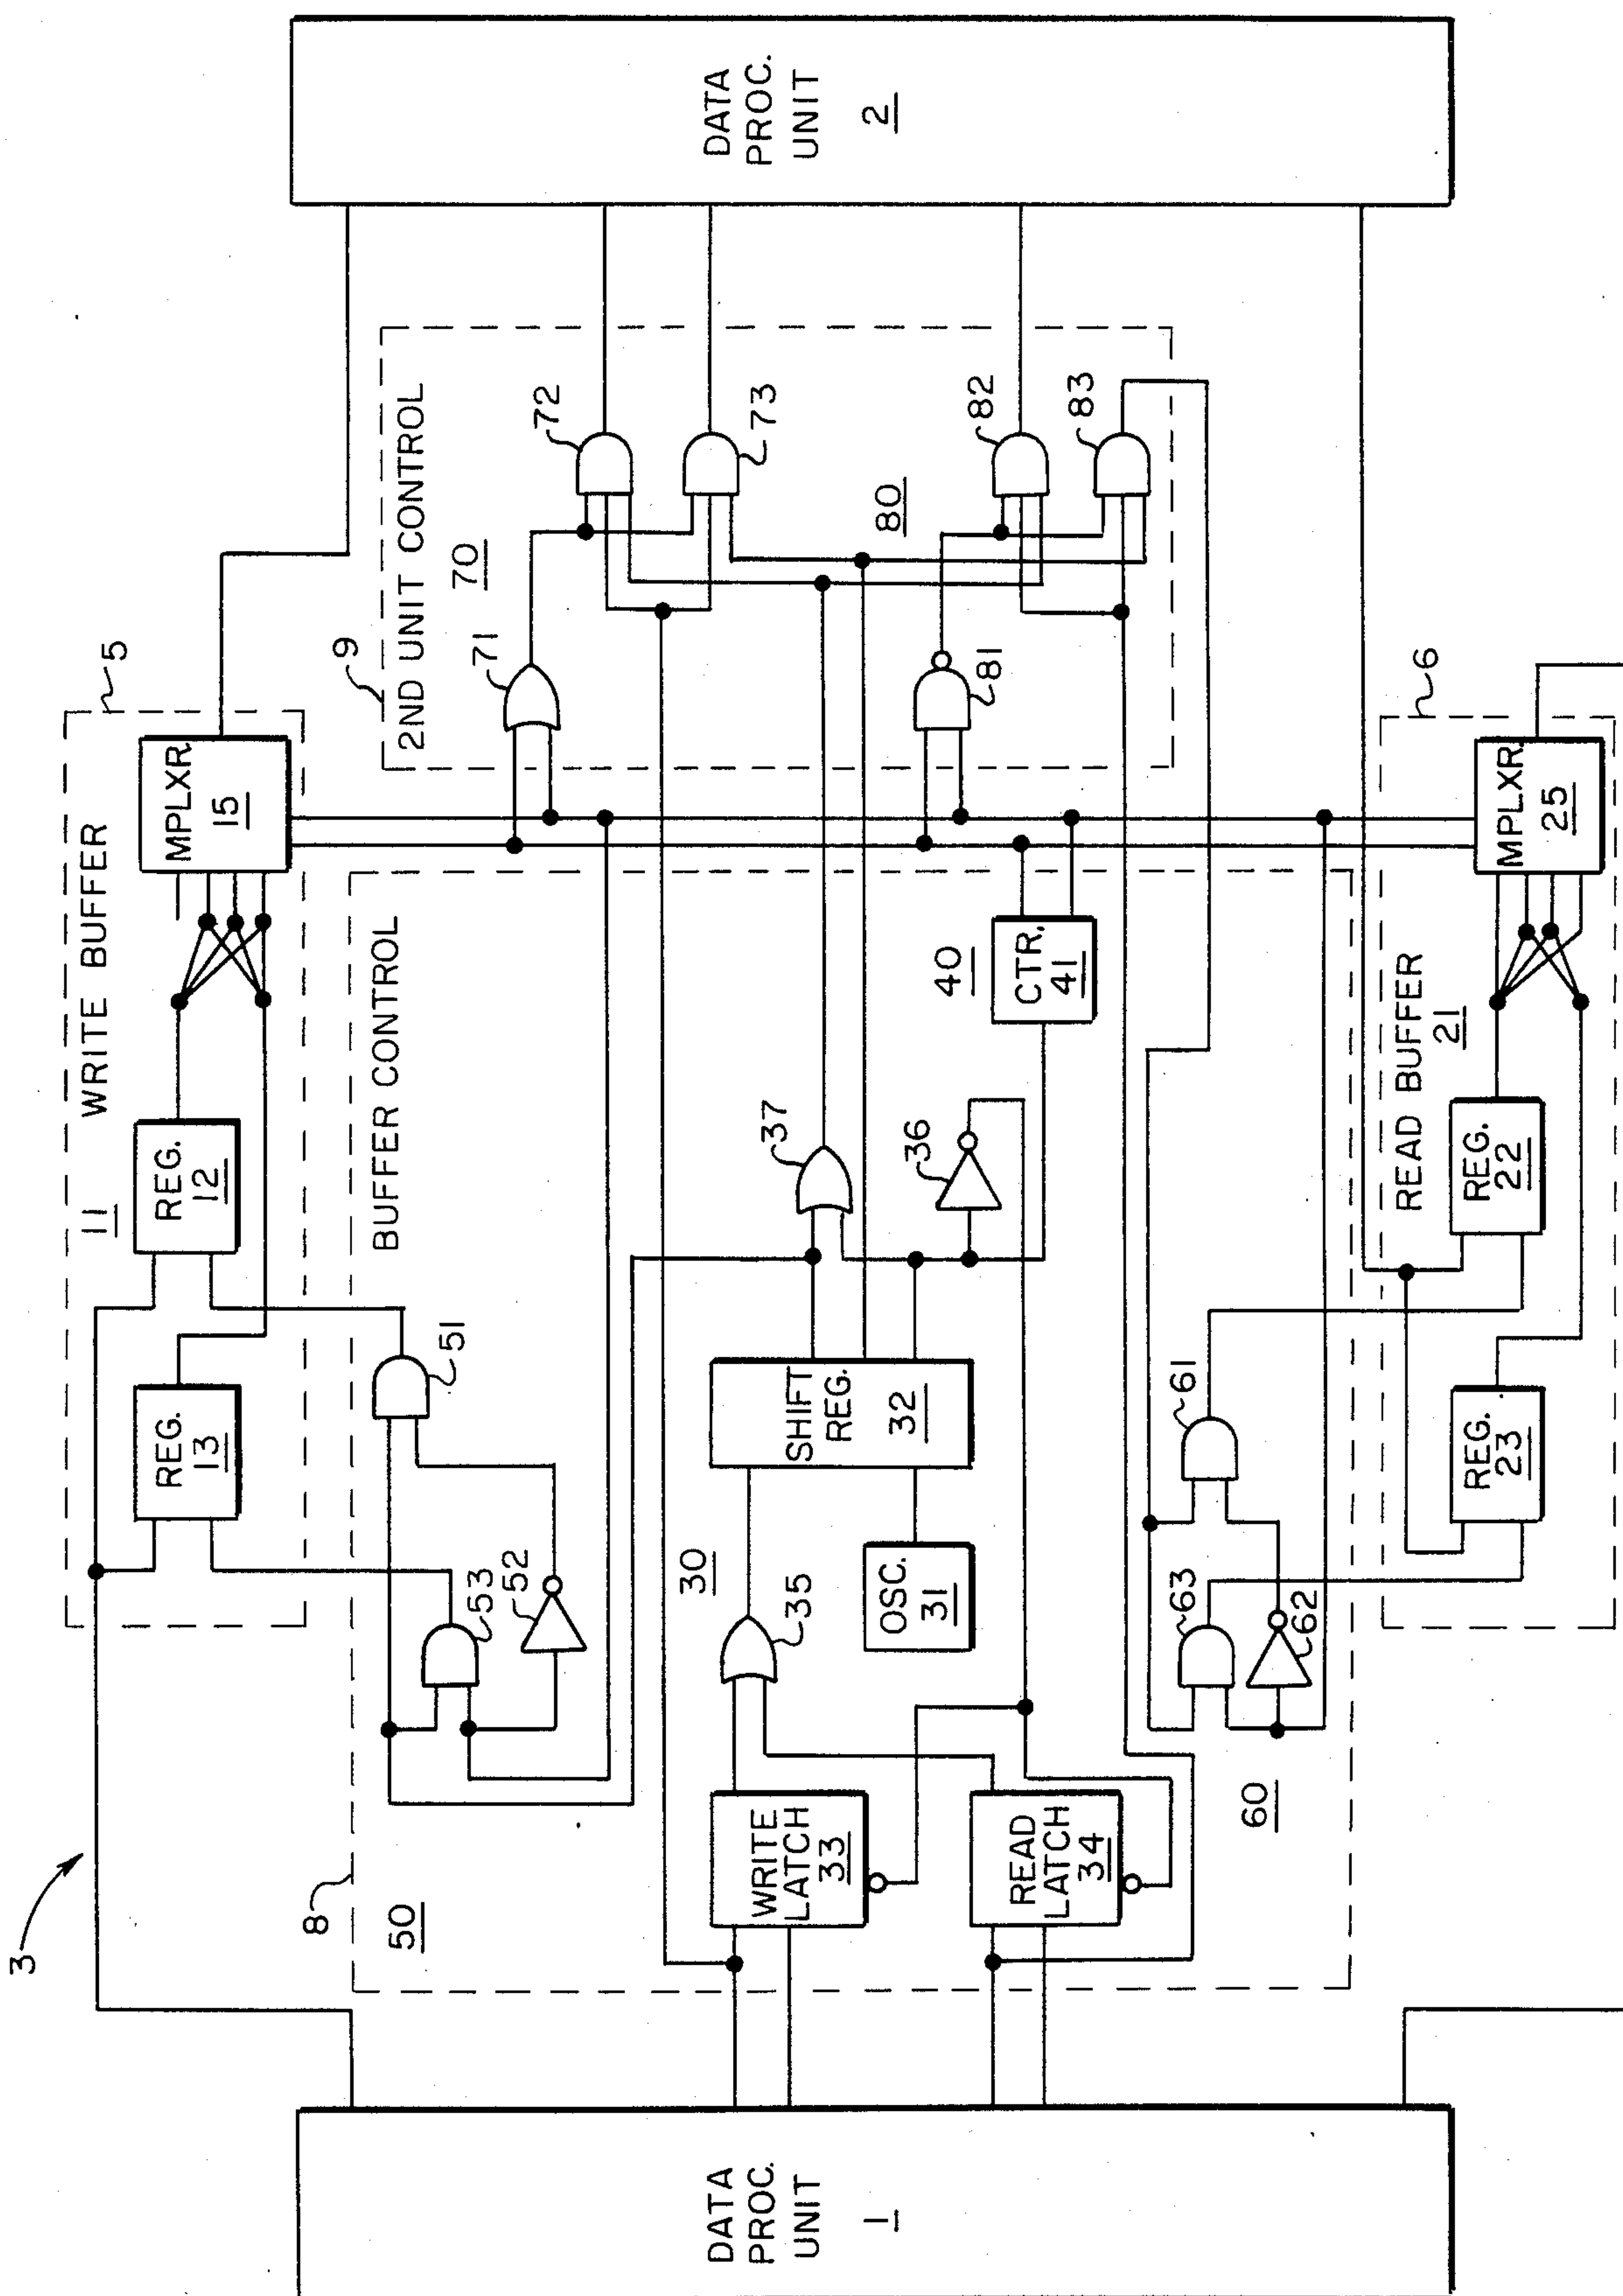 3
DATA
PROC.
UNIT
1
DATA
PROC.
UNIT
2
WRITE BUFFER
5
11
REG.
13
REG.
12
MPLXR.
15
BUFFER CONTROL
8
50
51
52
53
30
WRITE
LATCH
33
READ
LATCH
34
35
OSC.
31
SHIFT
REG.
32
36
37
40
CTR.
41
60
61
62
63
2ND UNIT CONTROL
9
70
71
72
73
80
81
82
83
READ BUFFER
21
6
REG.
23
REG.
22
MPLXR.
25